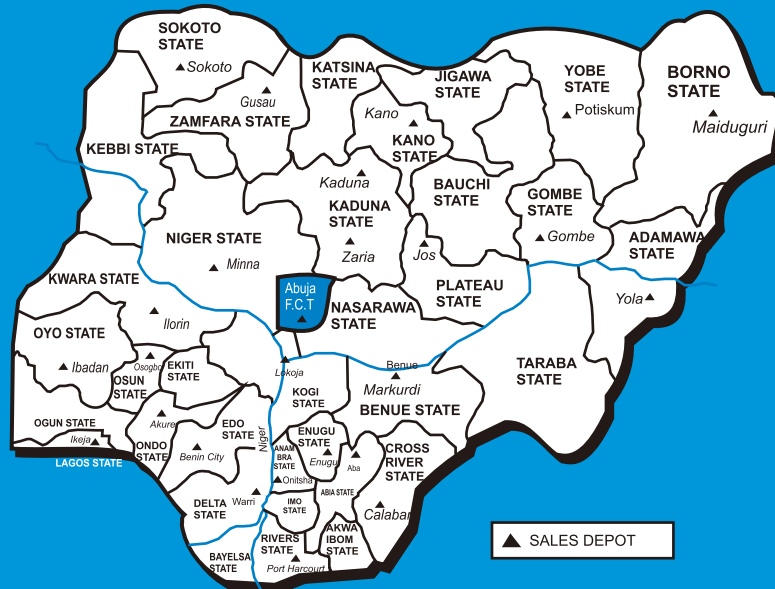 SOKOTO
STATE
Sokoto
KATSINA
STATE
JIGAWA
STATE
YOBE
STATE
BORNO
STATE
Gusau
ZAMFARA STATE
Kano
KANO
STATE
Potiskum
Maiduguri
KEBBI STATE
Kaduna
KADUNA
STATE
Zaria
BAUCHI
STATE
GOMBE
STATE
Gombe
ADAMAWA
STATE
NIGER STATE
Minna
Jos
KWARA STATE
Abuja
F.C.T
NASARAWA
STATE
PLATEAU
STATE
Yola
Ilorin
OYO STATE
Ibadan
Osogbo
OSUN
STATE
EKITI
STATE
Lokoja
KOGI
STATE
Benue
Markurdi
BENUE STATE
TARABA
STATE
OGUN STATE
Ikeja
LAGOS STATE
Akure
ONDO
STATE
EDO
STATE
Benin City
Niger
ENUGU
STATE
Enugu
ANAM
BRA
STATE
Onitsha
Aba
ABIA STATE
CROSS
RIVER
STATE
Calabar
DELTA
STATE
Warri
IMO
STATE
AKWA
IBOM
STATE
RIVERS
STATE
Port Harcourt
BAYELSA
STATE
SALES DEPOT